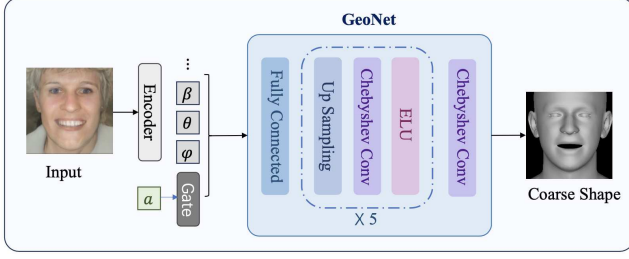 GeoNet
Input
Encoder
...
β
θ
φ
a
Gate
Fully Connected
Up Sampling
Chebyshev Conv
ELU
X 5
Chebyshev Conv
Coarse Shape